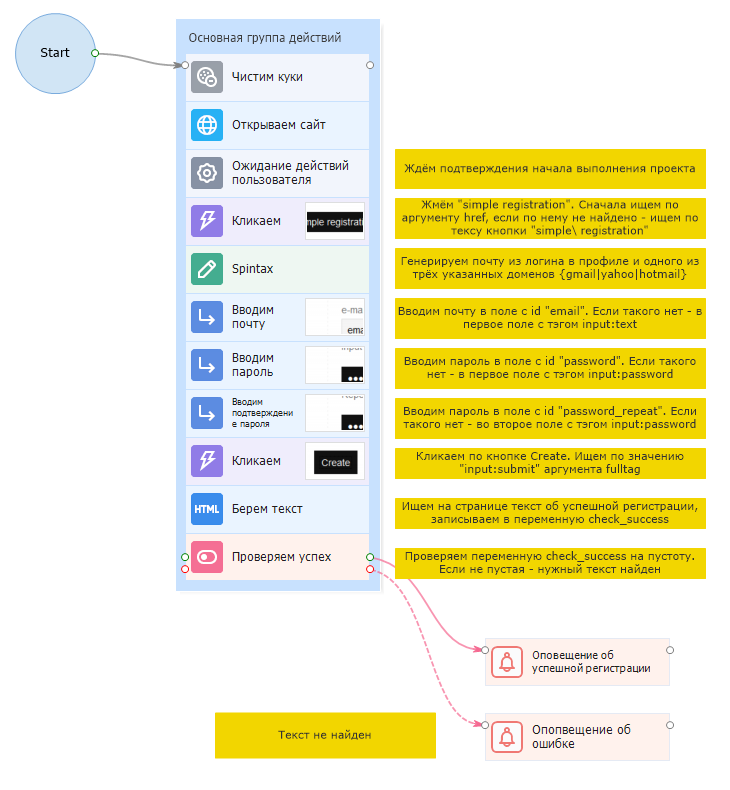 Start
Основная группа действий
Чистим куки
Открываем сайт
Ожидание действий
пользователя
Ждём подтверждения начала выполнения проекта
Кликаем
mple registrati
Жмём "simple registration". Сначала ищем по
аргументу href, если по нему не найдено - ищем по
тексу кнопки "simple\ registration"
Spintax
Генерируем почту из логина в профиле и одного из
трёх указанных доменов {gmail|yahoo|hotmail}
Вводим
почту
e-ma
ema
Вводим почту в поле с id "email". Если такого нет - в
первое поле с тэгом input:text
Вводим
пароль
Вводим пароль в поле с id "password". Если такого
нет - в первое поле с тэгом input:password
Вводим
подтверждени
е пароля
Вводим пароль в поле с id "password_repeat". Если
такого нет - во второе поле с тэгом input:password
Кликаем
Create
Кликаем по кнопке Create. Ищем по значению
"input:submit" аргумента fulltag
HTML
Берем текст
Ищем на странице текст об успешной регистрации,
записываем в переменную check_success
Проверяем успех
Проверяем переменную check_success на пустоту.
Если не пустая - нужный текст найден
Оповещение об
успешной регистрации
Текст не найден
Опопвещение об
ошибке